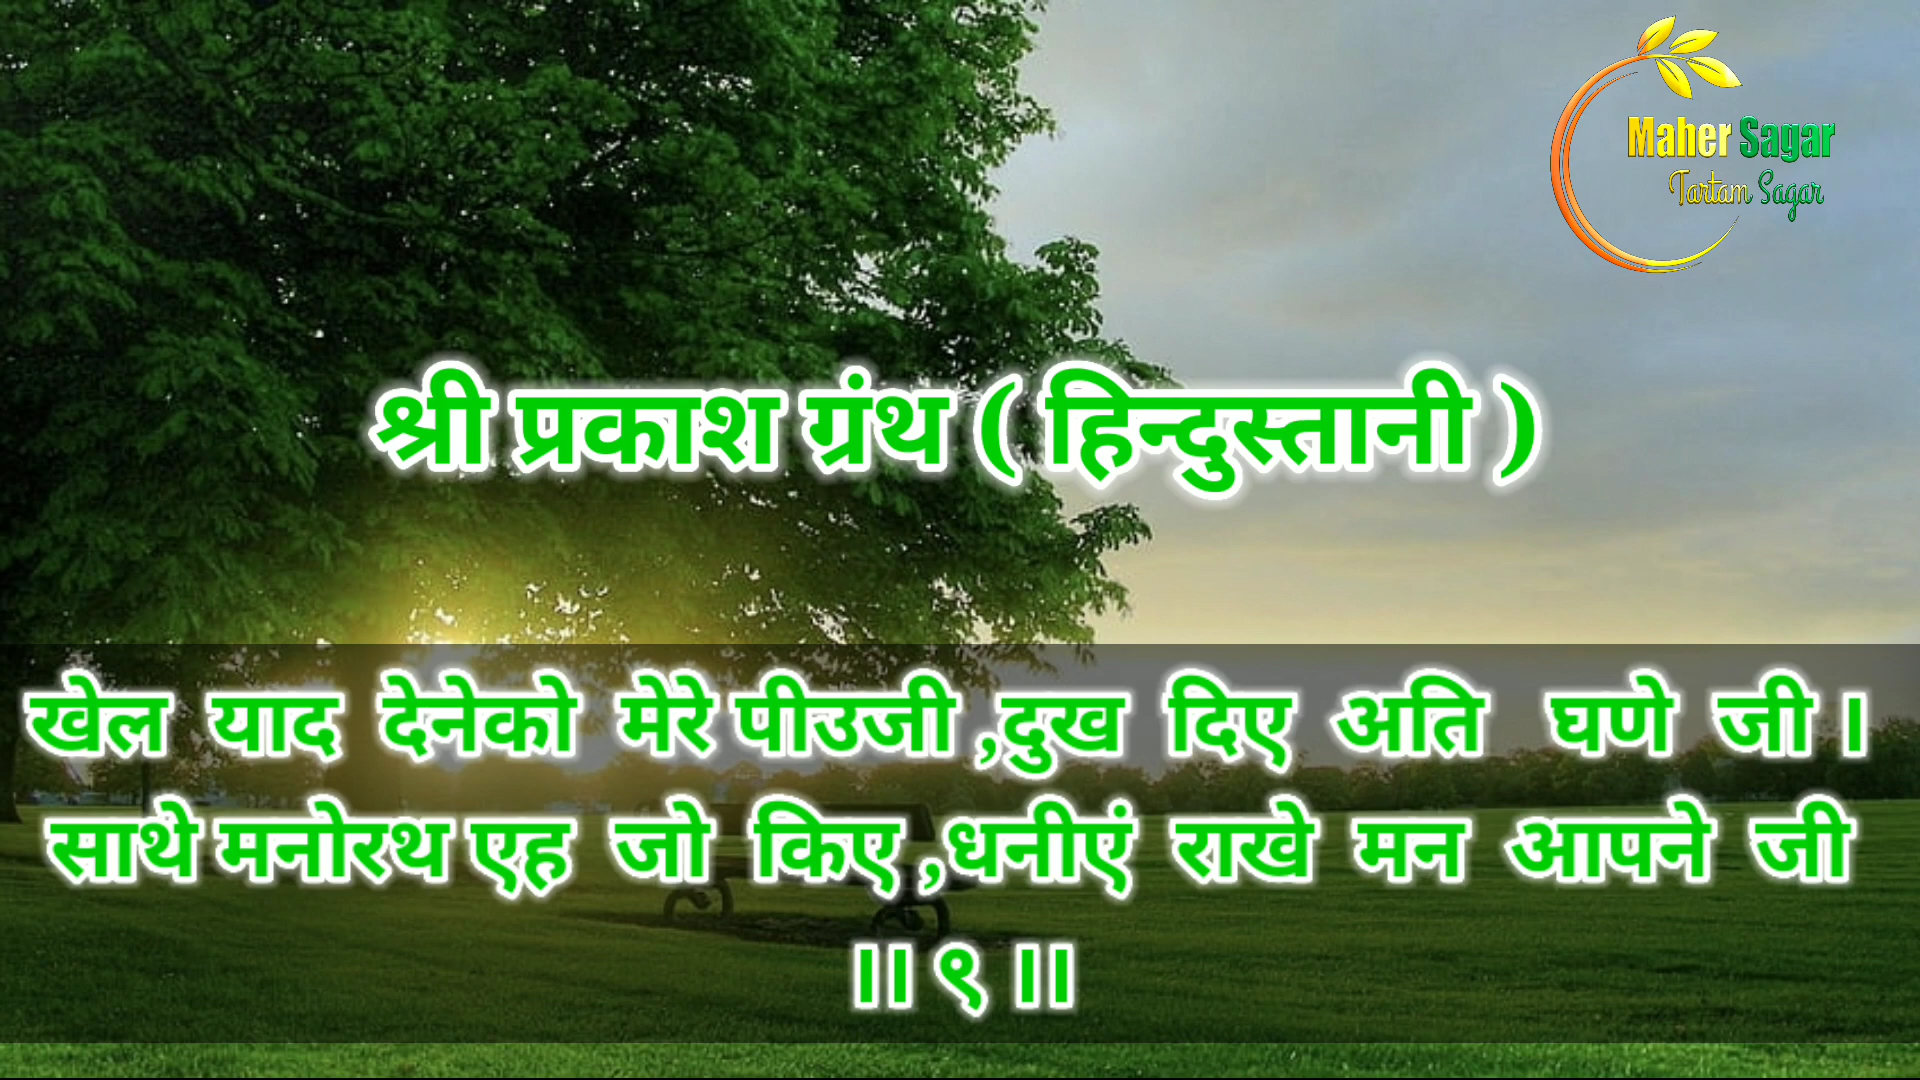 Maher Sagar
Tartam Sagar
श्री प्रकाश ग्रंथ ( हिन्दुस्तानी )
खेल याद देनेको मेरे पीउजी ,दुख दिए अति घणे जी ।
साथे मनोरथ एह जो किए ,धनीएं राखे मन आपने जी
।। ९ ।।